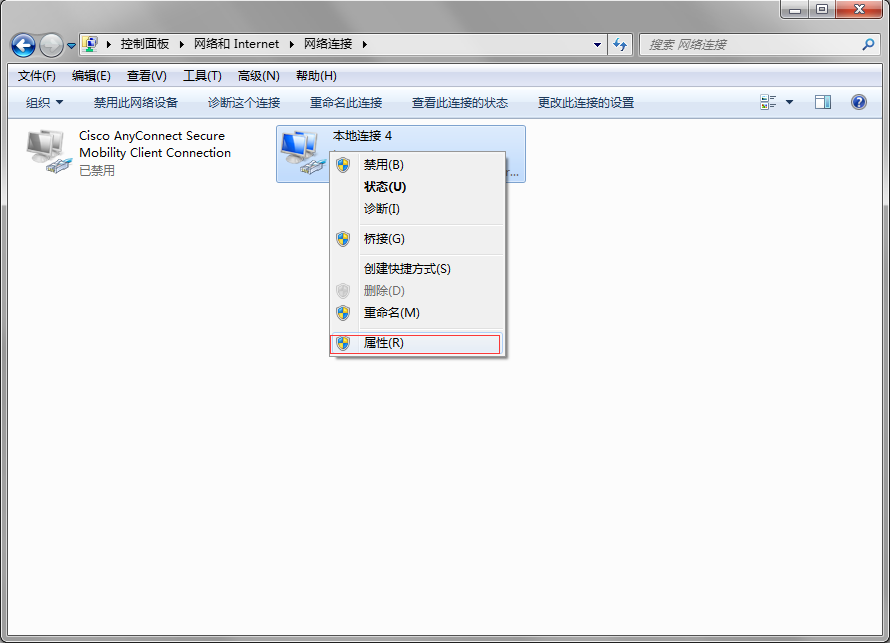 控制面板 网络和 Internet 网络连接
搜索 网络连接
文件(F) 编辑(E) 查看(V) 工具(T) 高级(N) 帮助(H)
组织 禁用此网络设备 诊断这个连接 重命名此连接 查看此连接的状态 更改此连接的设置
Cisco AnyConnect Secure
Mobility Client Connection
已禁用
本地连接 4
r...
禁用(B)
状态(U)
诊断(I)
桥接(G)
创建快捷方式(S)
删除(D)
重命名(M)
属性(R)